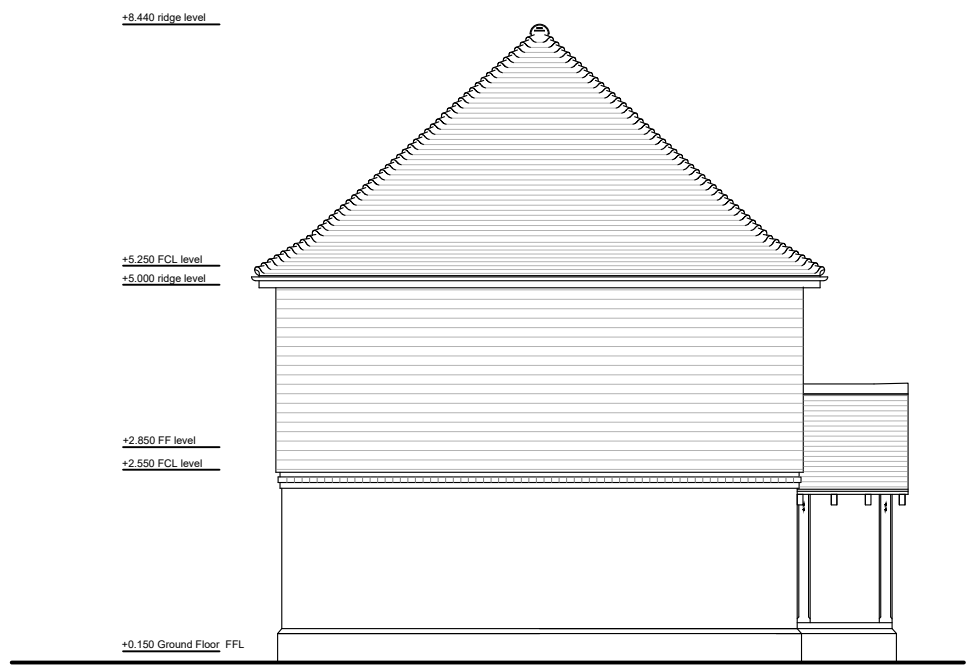 +8.440 ridge level
+5.250 FCL level
+5.000 ridge level
+2.850 FF level
+2.550 FCL level
+0.150 Ground Floor FFL